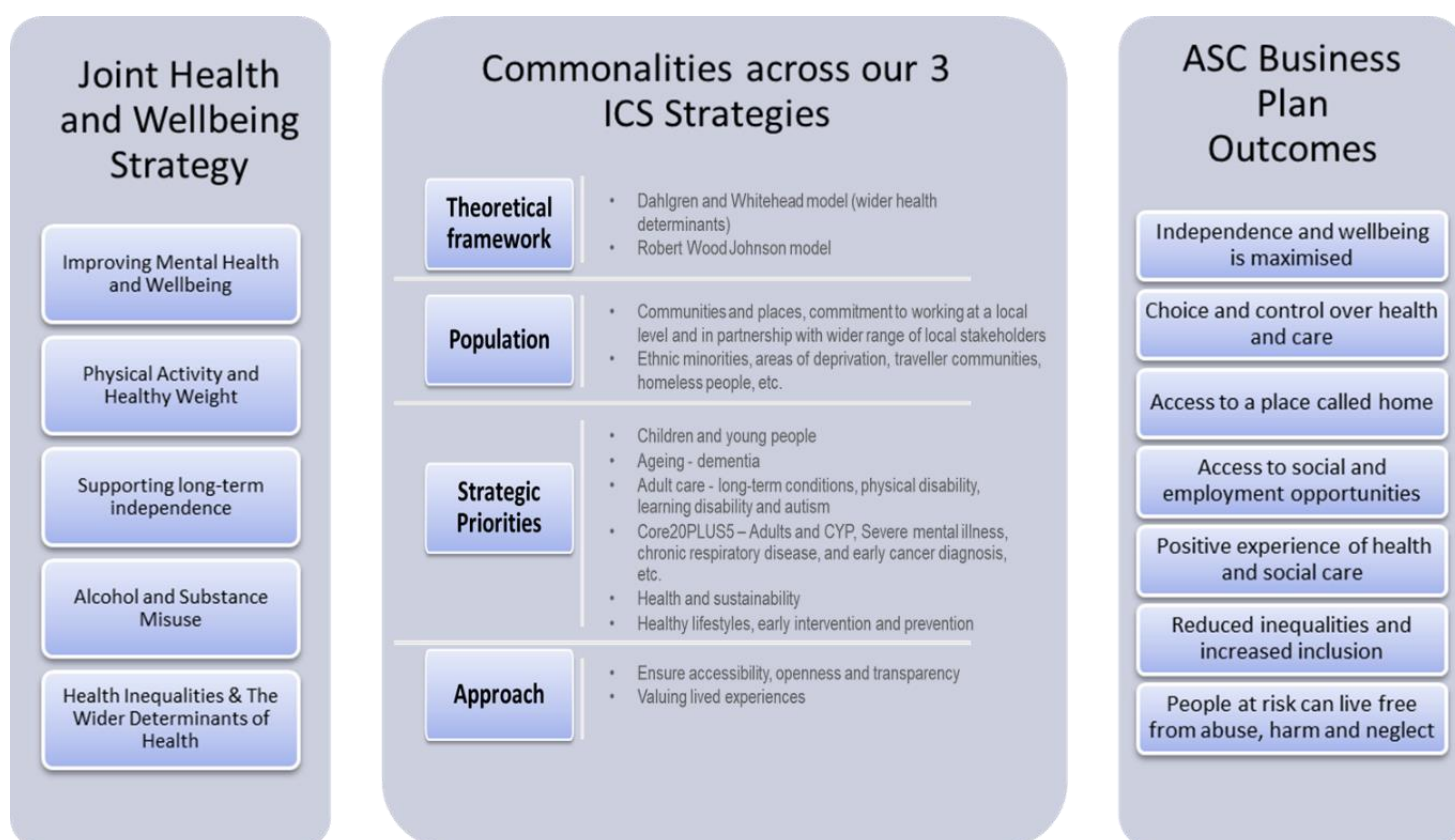 Joint Health
and Wellbeing
Strategy
Improving Mental Health
and Wellbeing
Physical Activity and
Healthy Weight
Supporting long-term
independence
Alcohol and Substance
Misuse
Health Inequalities & The
Wider Determinants of
Health
Commonalities across our 3
ICS Strategies
Theoretical
framework
• Dahlgren and Whitehead model (wider health
determinants)
• Robert Wood Johnson model
Population
• Communities and places, commitment to working at a local
level and in partnership with wider range of local stakeholders
• Ethnic minorities, areas of deprivation, traveller communities,
homeless people, etc.
Strategic
Priorities
• Children and young people
• Ageing - dementia
• Adult care - long-term conditions, physical disability,
learning disability and autism
• Core20PLUS5 – Adults and CYP, Severe mental illness,
chronic respiratory disease, and early cancer diagnosis,
etc.
• Health and sustainability
• Healthy lifestyles, early intervention and prevention
Approach
• Ensure accessibility, openness and transparency
• Valuing lived experiences
ASC Business
Plan
Outcomes
Independence and wellbeing
is maximised
Choice and control over health
and care
Access to a place called home
Access to social and
employment opportunities
Positive experience of health
and social care
Reduced inequalities and
increased inclusion
People at risk can live free
from abuse, harm and neglect